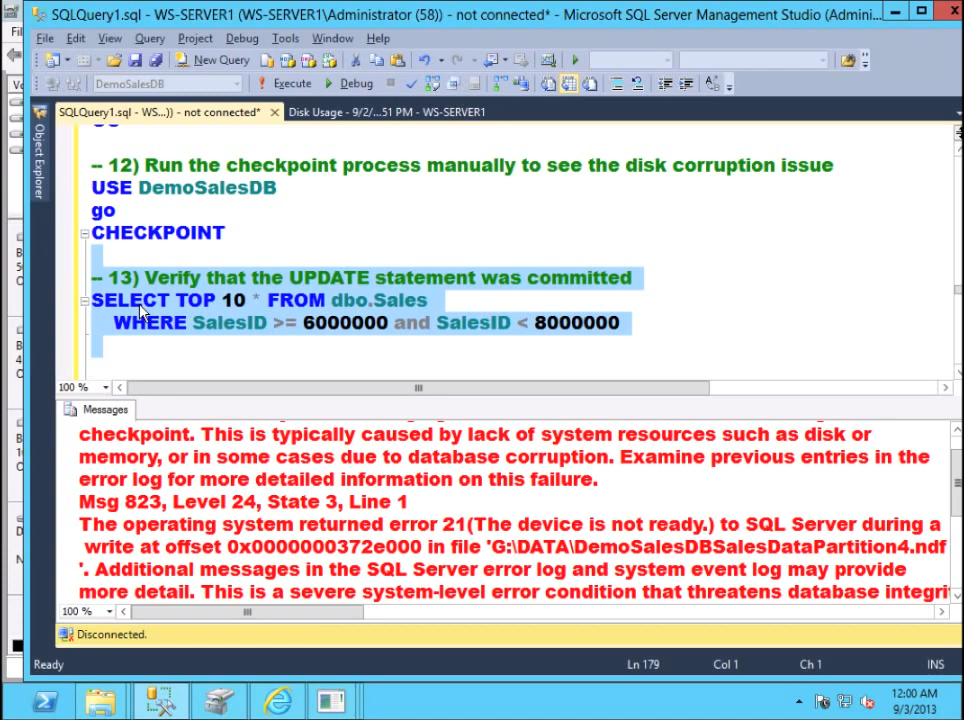 SQLQuery1.sql - WS-SERVER1 (WS-SERVER1\Administrator (58)) - not connected* - Microsoft SQL Server Management Studio (Admini...
File Edit View Query Project Debug Tools Window Help
New Query
DemoSalesDB
Execute Debug
SQLQuery1.sql - WS...)) - not connected*
Disk Usage - 9/2/...51 PM - WS-SERVER1
Object Explorer
-- 12) Run the checkpoint process manually to see the disk corruption issue
USE DemoSalesDB
go
CHECKPOINT
-- 13) Verify that the UPDATE statement was committed
SELECT TOP 10 * FROM dbo.Sales
WHERE SalesID >= 6000000 and SalesID < 8000000
100 %
Messages
checkpoint. This is typically caused by lack of system resources such as disk or
memory, or in some cases due to database corruption. Examine previous entries in the
error log for more detailed information on this failure.
Msg 823, Level 24, State 3, Line 1
The operating system returned error 21(The device is not ready.) to SQL Server during a
write at offset 0x0000000372e000 in file 'G:\DATA\DemoSalesDBSalesDataPartition4.ndf
'. Additional messages in the SQL Server error log and system event log may provide
more detail. This is a severe system-level error condition that threatens database integri
100 %
Disconnected.
Ready Ln 179 Col 1 Ch 1 INS
12:00 AM
9/3/2013